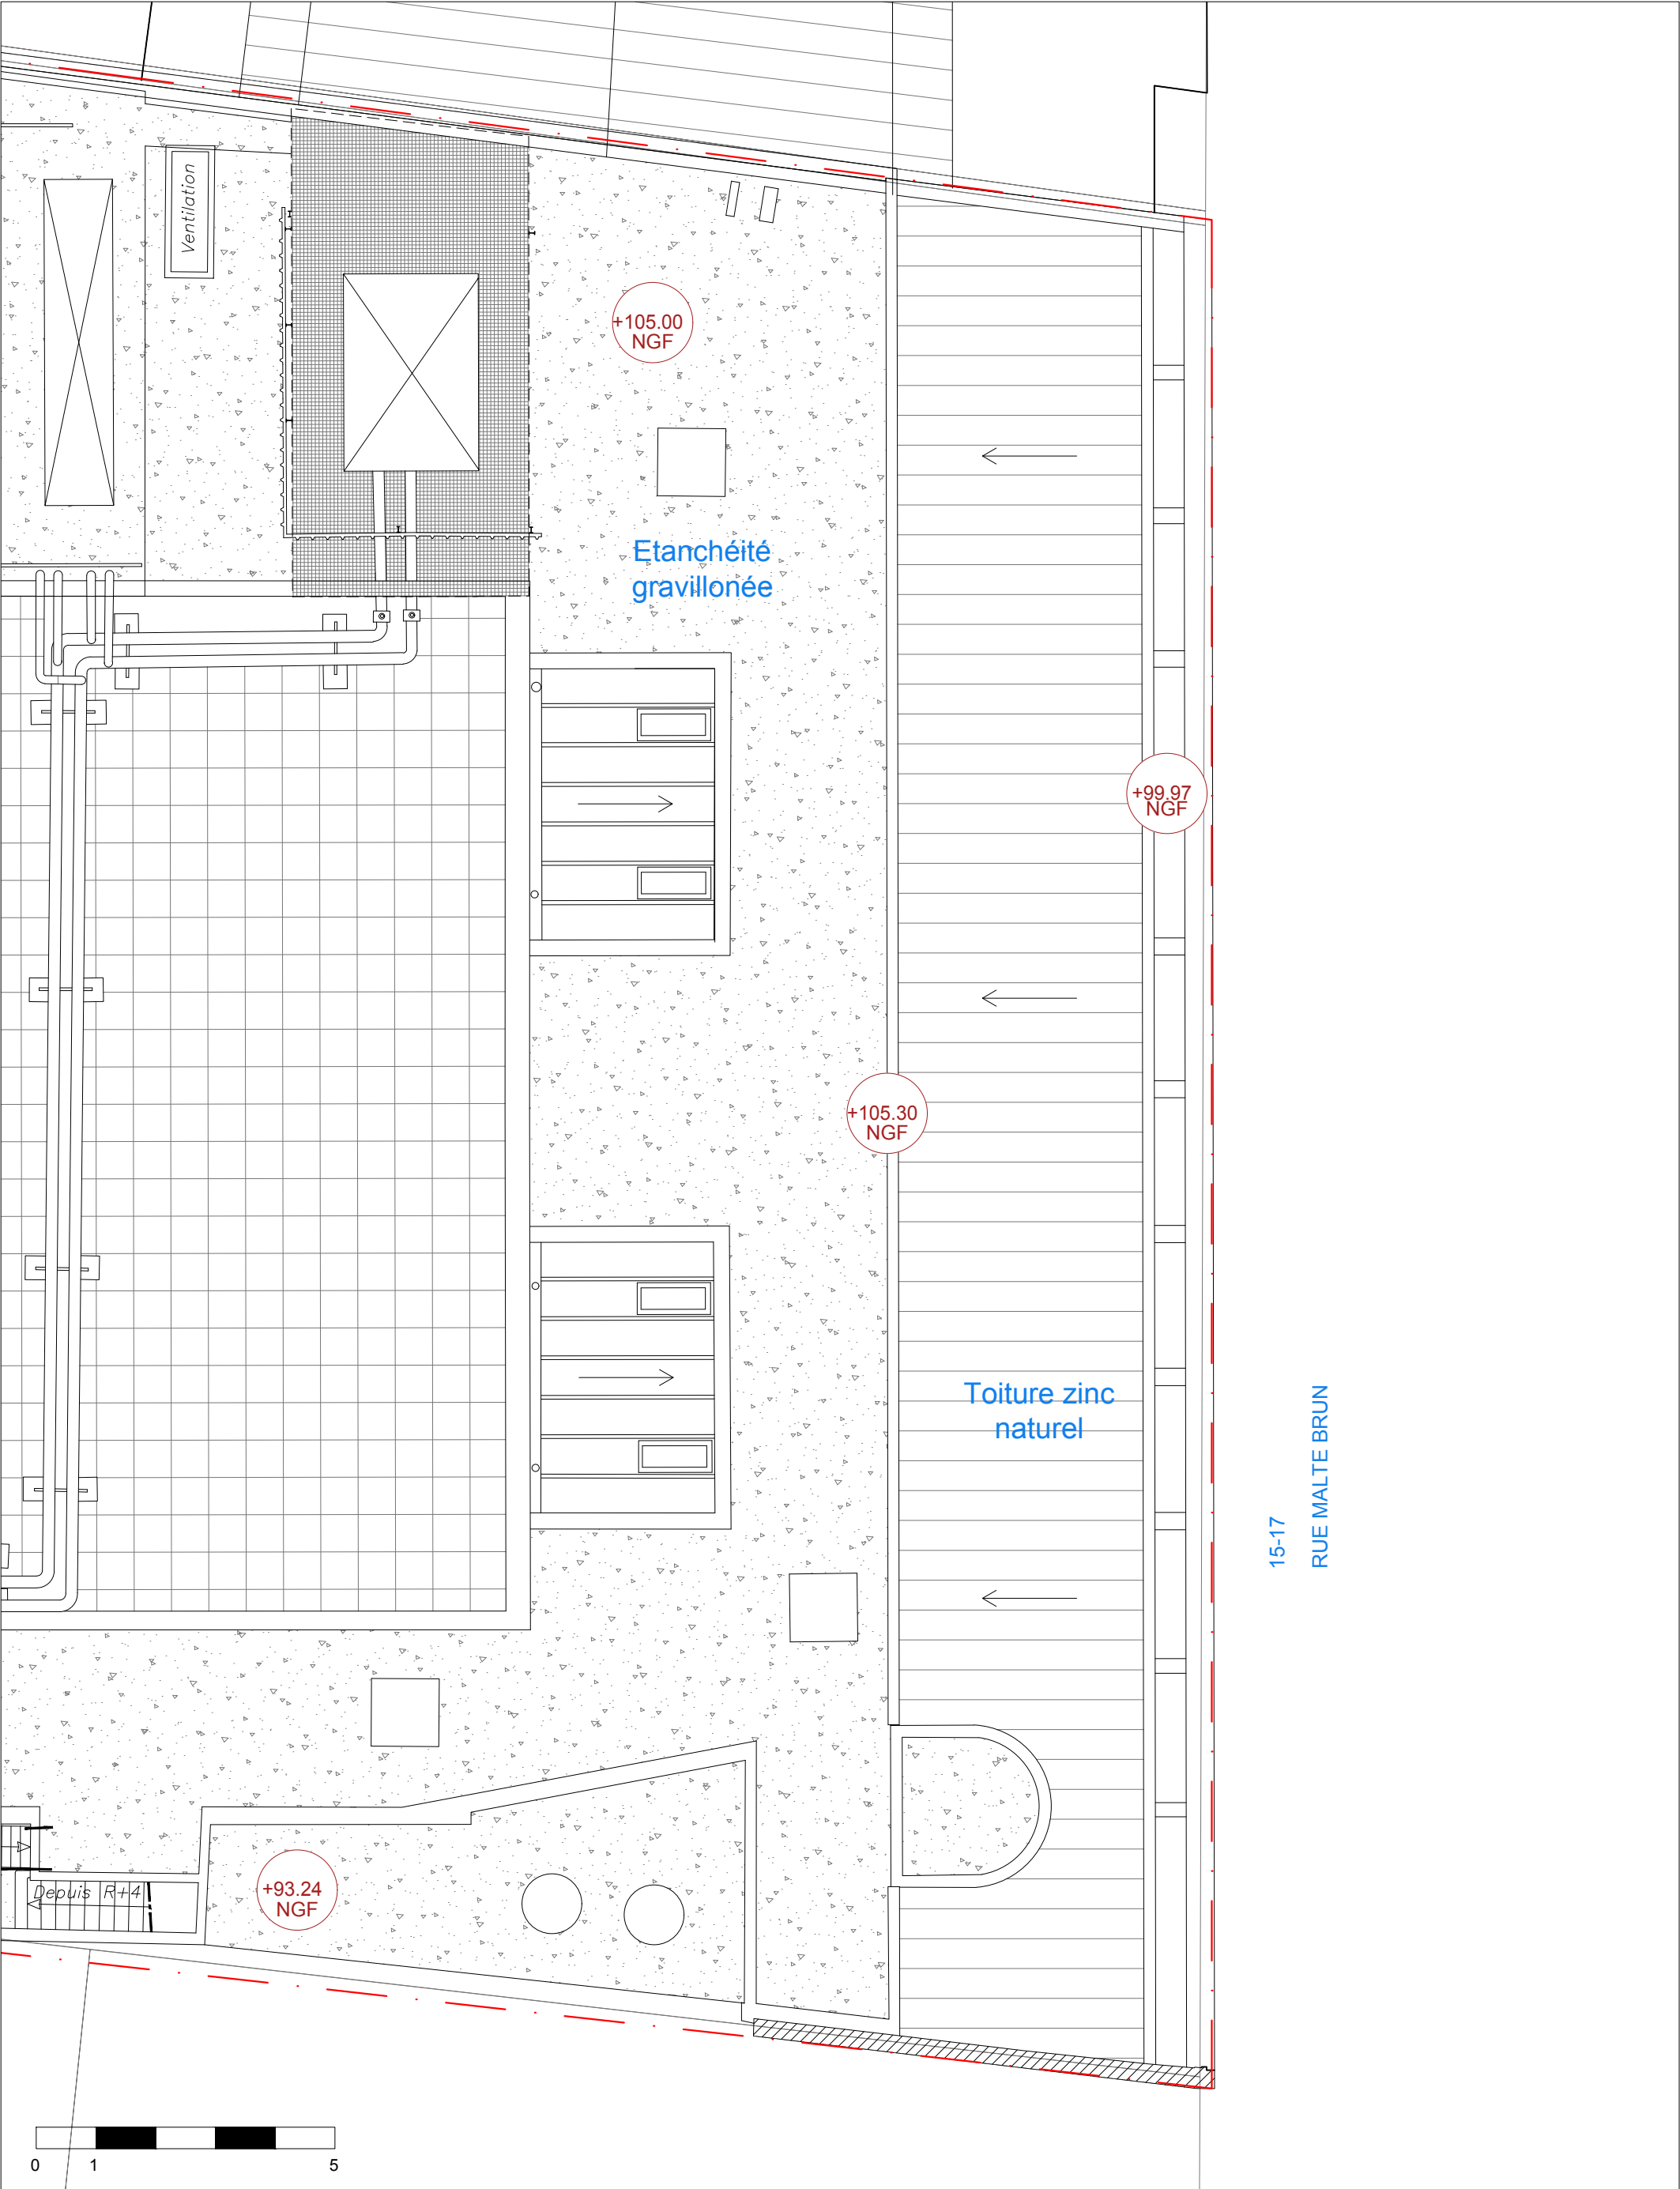 Ventilation
+105.00
NGF
Etanchéité
gravillonée
+99.97
NGF
+105.30
NGF
Toiture zinc
naturel
15-17
RUE MALTE BRUN
Depuis R+4
+93.24
NGF
0 1 5